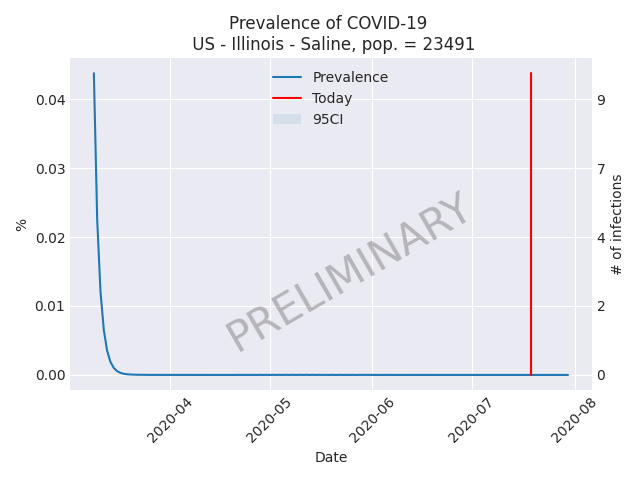 Prevalence of COVID-19
US - Illinois - Saline, pop. = 23491
Prevalence
Today
95CI
0.04
0.03
0.02
0.01
0.00
%
9
7
4
2
0
# of infections
PRELIMINARY
2020-04
2020-05
2020-06
2020-07
2020-08
Date